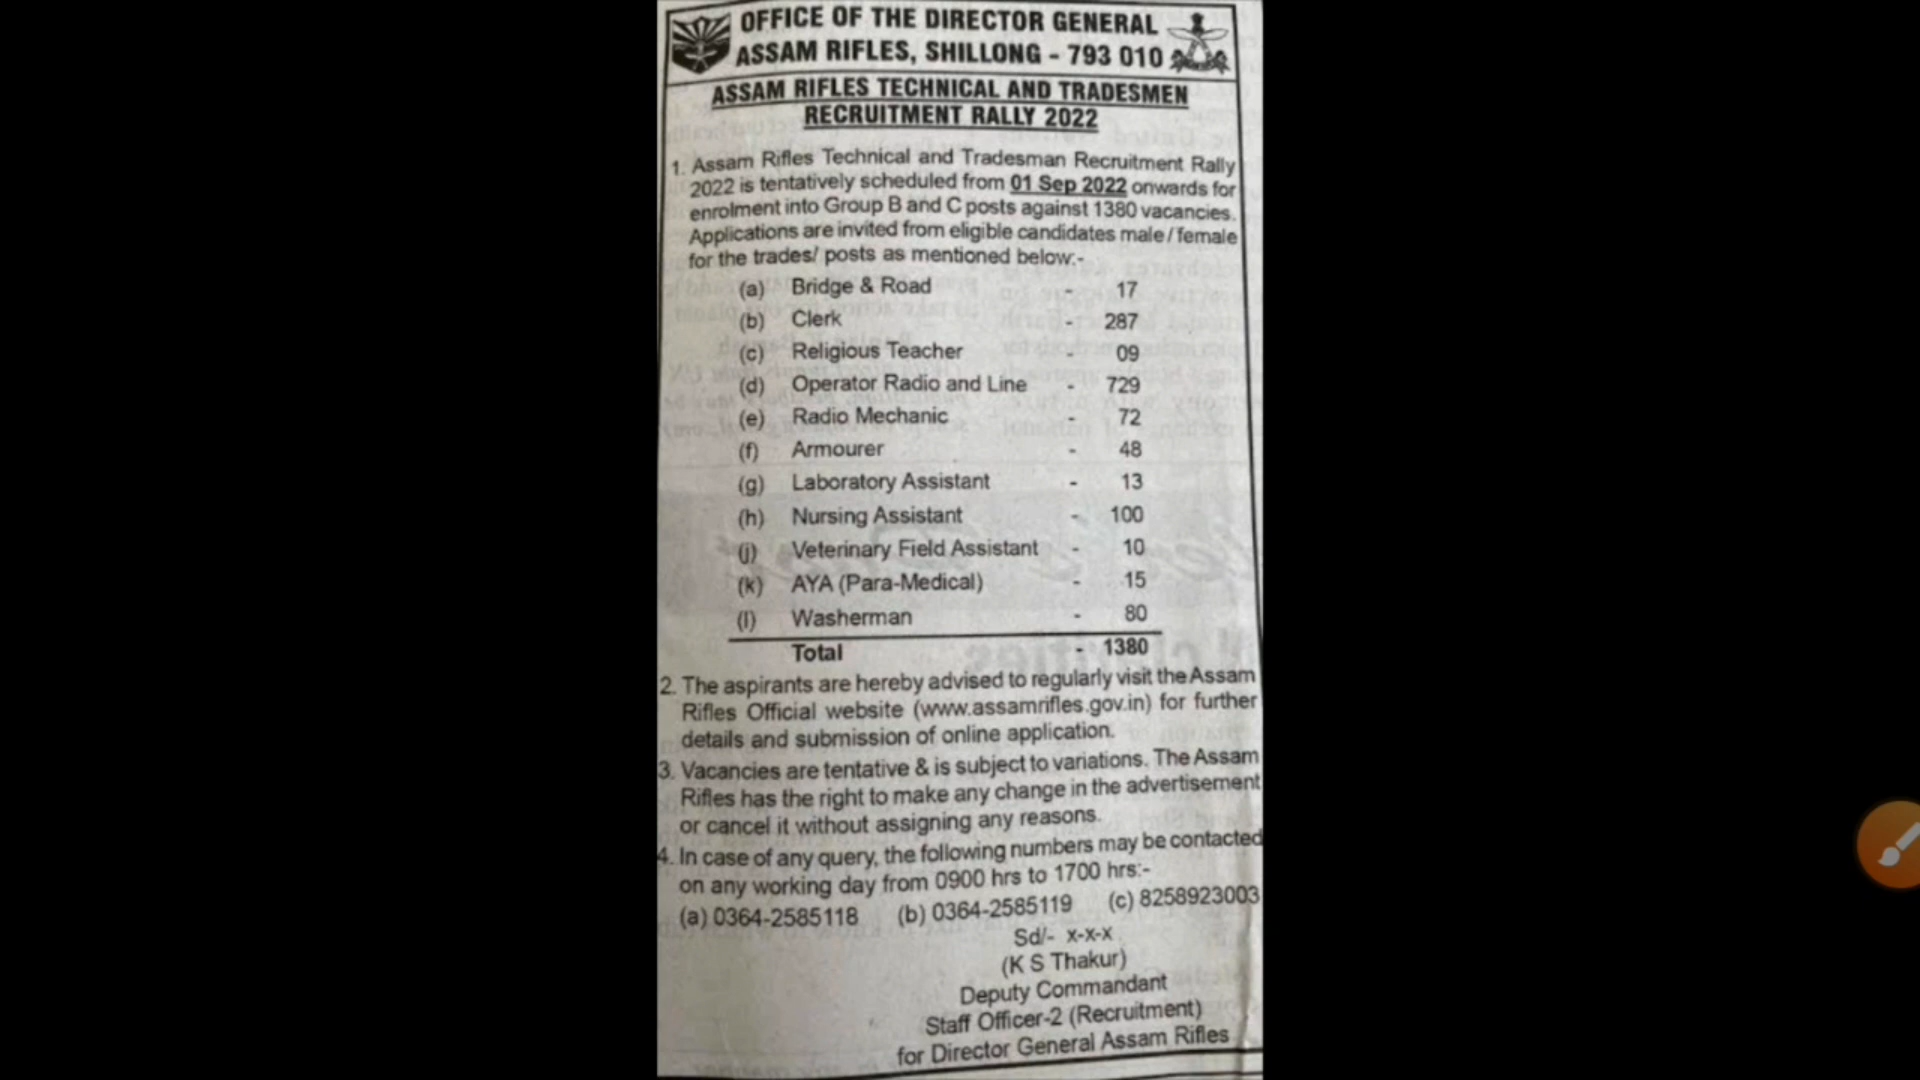 OFFICE OF THE DIRECTOR GENERAL
ASSAM RIFLES, SHILLONG - 793 010
ASSAM RIFLES TECHNICAL AND TRADESMEN
RECRUITMENT RALLY 2022
1. Assam Rifles Technical and Tradesman Recruitment Rally
2022 is tentatively scheduled from 01 Sep 2022 onwards for
enrolment into Group B and C posts against 1380 vacancies.
Applications are invited from eligible candidates male / female
for the trades/ posts as mentioned below:-
(a) Bridge & Road - 17
(b) Clerk - 287
(c) Religious Teacher - 09
(d) Operator Radio and Line - 729
(e) Radio Mechanic - 72
(f) Armourer - 48
(g) Laboratory Assistant - 13
(h) Nursing Assistant - 100
(j) Veterinary Field Assistant - 10
(k) AYA (Para-Medical) - 15
(l) Washerman - 80
Total - 1380
2. The aspirants are hereby advised to regularly visit the Assam
Rifles Official website (www.assamrifles.gov.in) for further
details and submission of online application.
3. Vacancies are tentative & is subject to variations. The Assam
Rifles has the right to make any change in the advertisement
or cancel it without assigning any reasons.
4. In case of any query, the following numbers may be contacted
on any working day from 0900 hrs to 1700 hrs:-
(a) 0364-2585118 (b) 0364-2585119 (c) 8258923003
Sd/- x-x-x
(K S Thakur)
Deputy Commandant
Staff Officer-2 (Recruitment)
for Director General Assam Rifles